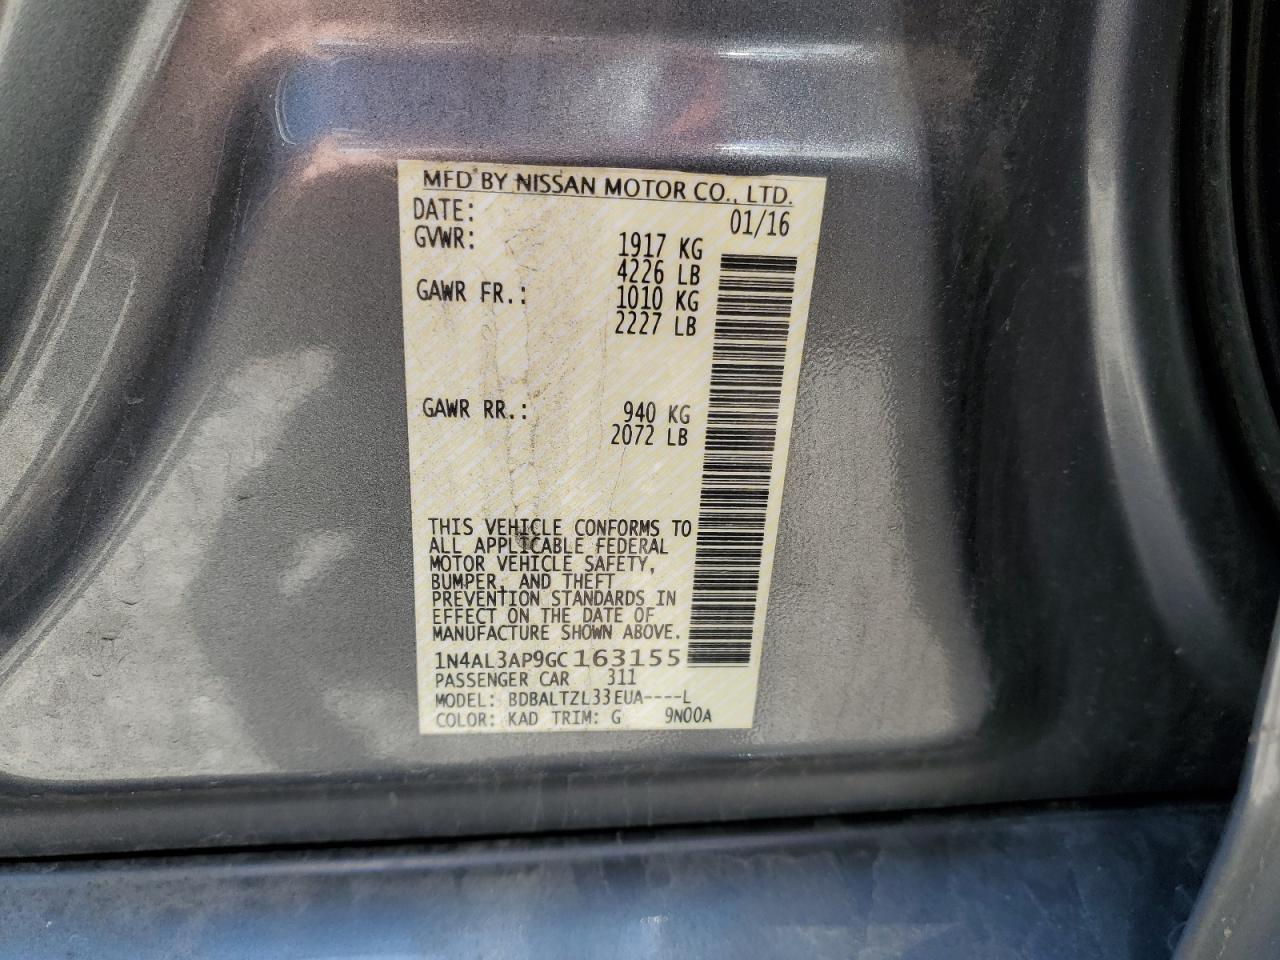 MFD BY NISSAN MOTOR CO., LTD.
DATE: 01/16
GVWR: 1917 KG
4226 LB
GAWR FR.: 1010 KG
2227 LB
GAWR RR.: 940 KG
2072 LB
THIS VEHICLE CONFORMS TO
ALL APPLICABLE FEDERAL
MOTOR VEHICLE SAFETY,
BUMPER, AND THEFT
PREVENTION STANDARDS IN
EFFECT ON THE DATE OF
MANUFACTURE SHOWN ABOVE.
1N4AL3AP9GC163155
PASSENGER CAR 311
MODEL: BDBALTZL33EUA----L
COLOR: KAD TRIM: G 9N00A